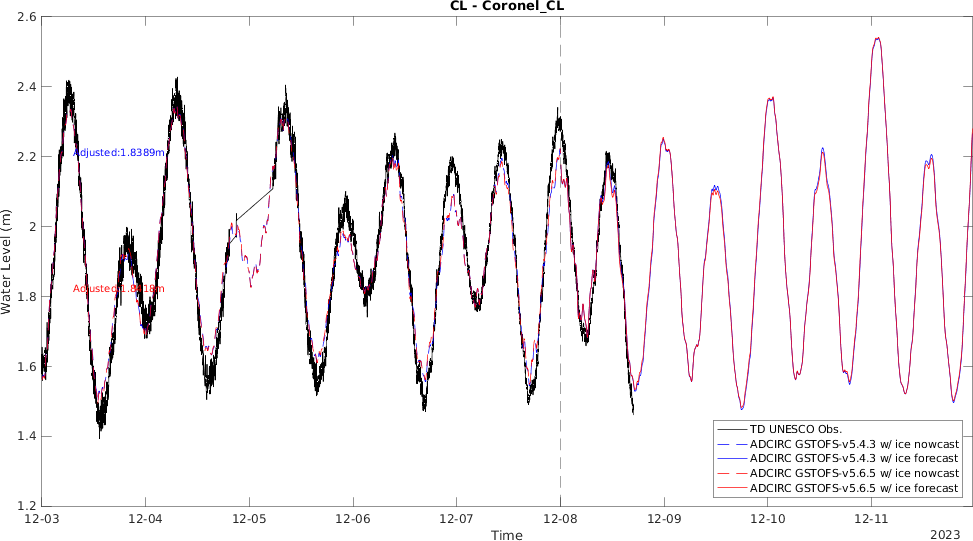 CL - Coronel_CL
2.6
2.4
2.2
2
1.8
1.6
1.4
1.2
Water Level (m)
Adjusted:1.8389m
12-03
12-04
12-05
12-06
12-07
12-08
12-09
12-10
12-11
Time
2023
TD UNESCO Obs.
ADCIRC GSTOFS-v5.4.3 w/ ice nowcast
ADCIRC GSTOFS-v5.4.3 w/ ice forecast
ADCIRC GSTOFS-v5.6.5 w/ ice nowcast
ADCIRC GSTOFS-v5.6.5 w/ ice forecast